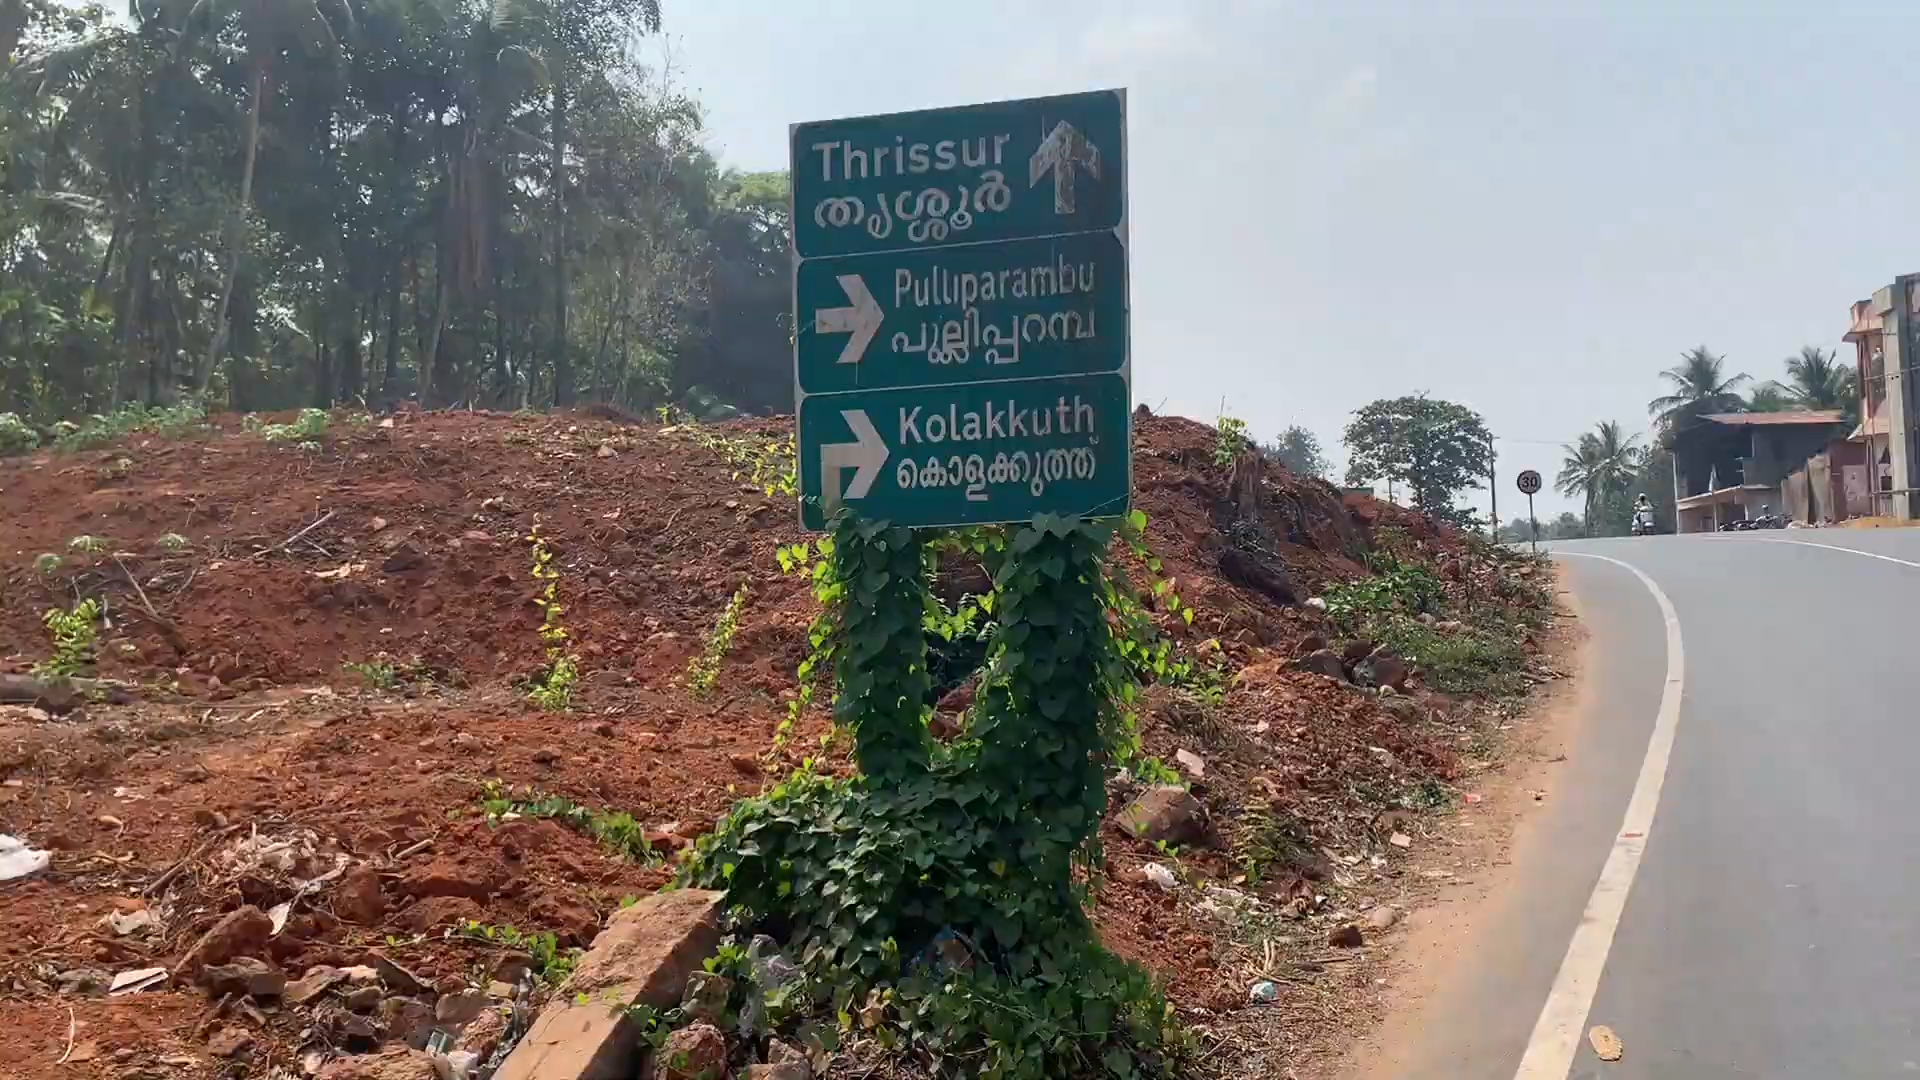 Thrissur
തൃശ്ശൂർ
Pulliparambu
പുല്ലിപ്പറമ്പ
Kolakkuth
കൊളക്കുത്ത്
30